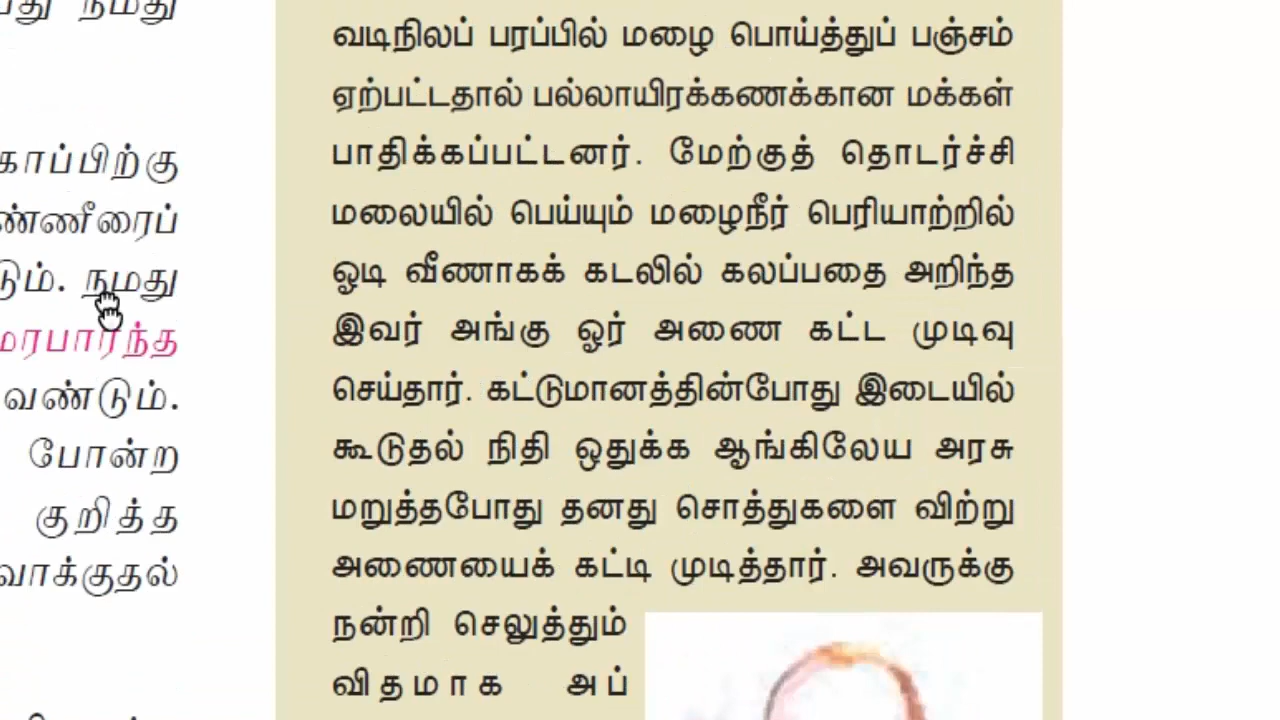 நமது
காப்பிற்கு
ண்ணீரைப்
டும். நமது
மரபார்ந்த
வண்டும்.
போன்ற
குறித்த
வாக்குதல்
வடிநிலப் பரப்பில் மழை பொய்த்துப் பஞ்சம்
ஏற்பட்டதால் பல்லாயிரக்கணக்கான மக்கள்
பாதிக்கப்பட்டனர். மேற்குத் தொடர்ச்சி
மலையில் பெய்யும் மழைநீர் பெரியாற்றில்
ஓடி வீணாகக் கடலில் கலப்பதை அறிந்த
இவர் அங்கு ஓர் அணை கட்ட முடிவு
செய்தார். கட்டுமானத்தின்போது இடையில்
கூடுதல் நிதி ஒதுக்க ஆங்கிலேய அரசு
மறுத்தபோது தனது சொத்துகளை விற்று
அணையைக் கட்டி முடித்தார். அவருக்கு
நன்றி செலுத்தும்
விதமாக அப்